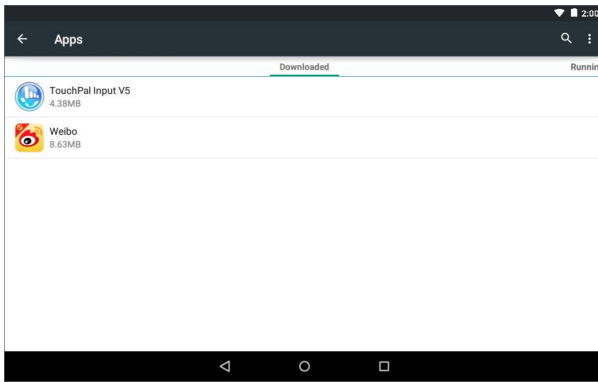 2:00
Apps
Downloaded
Runnin
TouchPal Input V5
4.38MB
Weibo
8.63MB